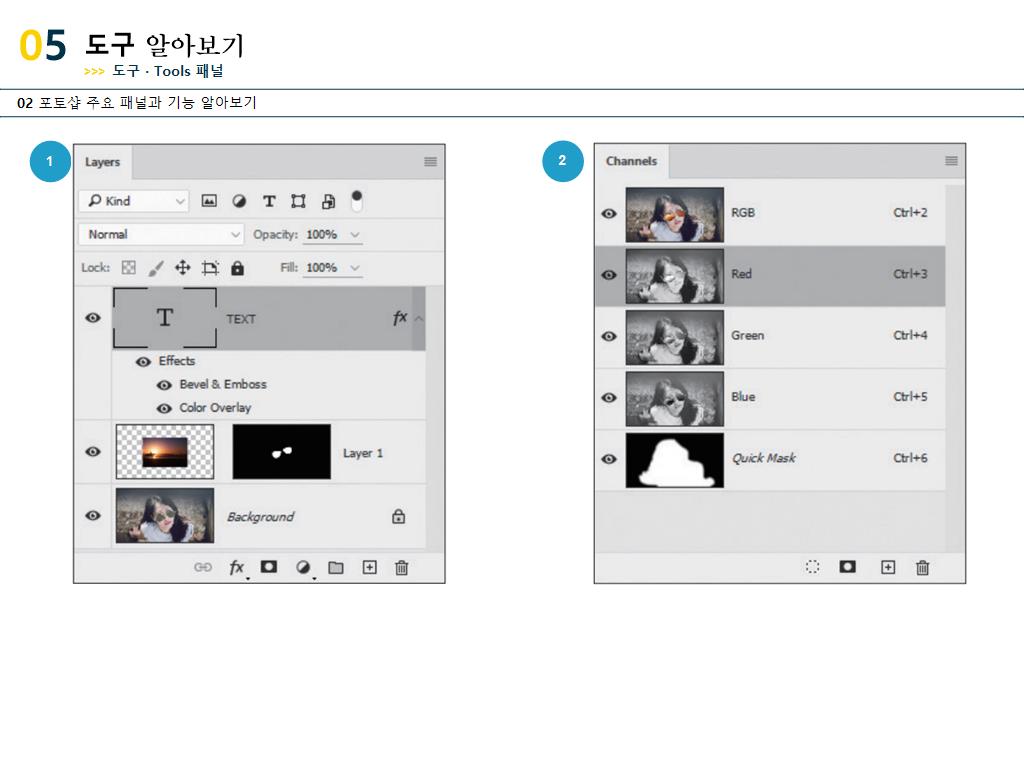 05 도구 알아보기
>>> 도구 · Tools 패널
02 포토샵 주요 패널과 기능 알아보기
1
Layers
Kind
Normal
Opacity: 100%
Lock:
Fill: 100%
T
TEXT
fx
Effects
Bevel & Emboss
Color Overlay
Layer 1
Background
fx
2
Channels
RGB Ctrl+2
Red Ctrl+3
Green Ctrl+4
Blue Ctrl+5
Quick Mask Ctrl+6